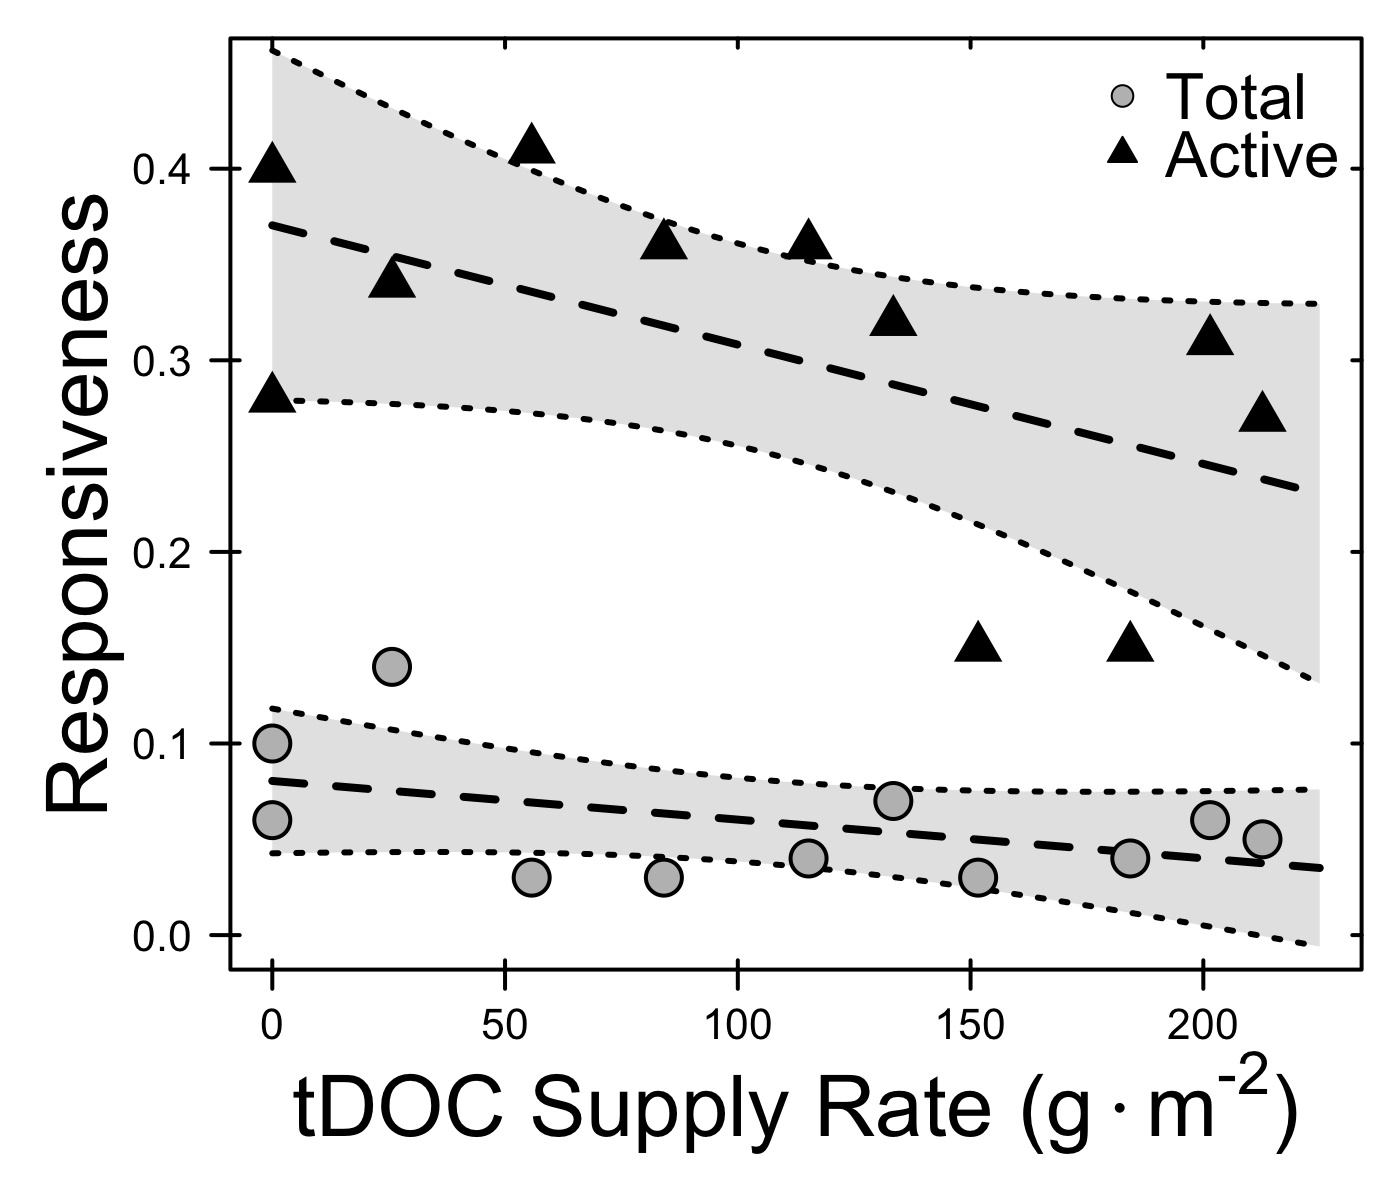 Total
Active
Responsiveness
0.4
0.3
0.2
0.1
0.0
0 50 100 150 200
tDOC Supply Rate (g · m⁻²)